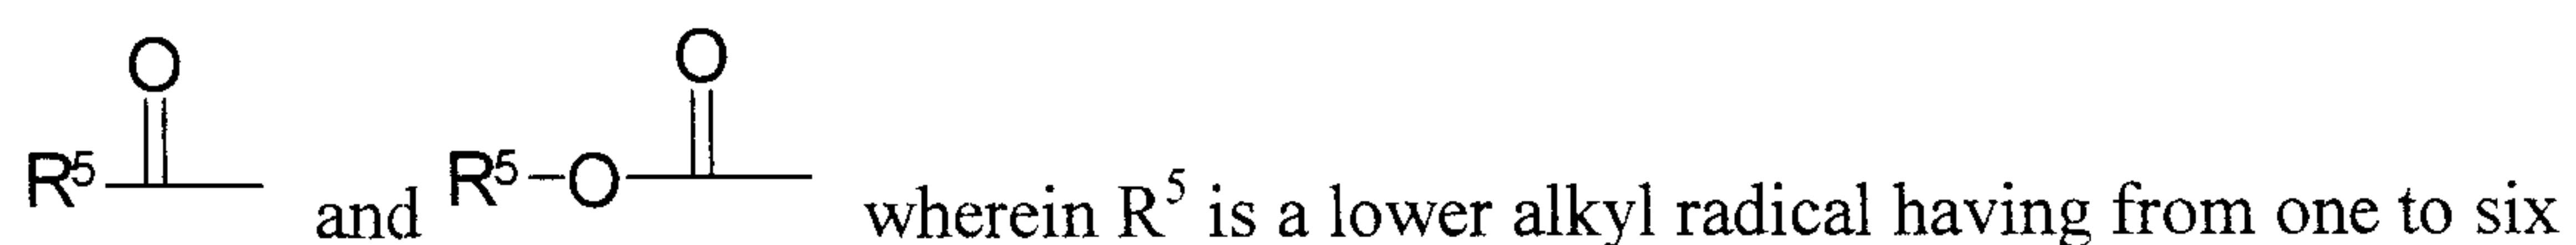 O O
R⁵ and R⁵–O wherein R⁵ is a lower alkyl radical having from one to six